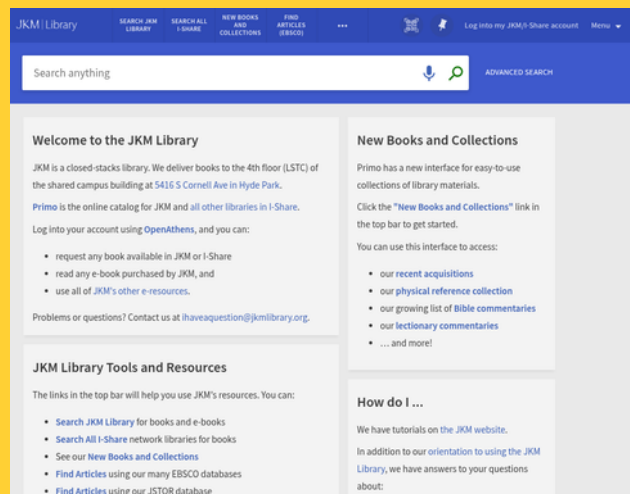 JKM | Library
SEARCH JKM LIBRARY
SEARCH ALL I-SHARE
NEW BOOKS AND COLLECTIONS
FIND ARTICLES (EBSCO)
...
Log into my JKM/I-Share account
Menu
Search anything
ADVANCED SEARCH
Welcome to the JKM Library
JKM is a closed-stacks library. We deliver books to the 4th floor (LSTC) of
the shared campus building at 5416 S Cornell Ave in Hyde Park.
Primo is the online catalog for JKM and all other libraries in I-Share.
Log into your account using OpenAthens, and you can:
• request any book available in JKM or I-Share
• read any e-book purchased by JKM, and
• use all of JKM's other e-resources.
Problems or questions? Contact us at ihaveaquestion@jkmlibrary.org.
JKM Library Tools and Resources
The links in the top bar will help you use JKM's resources. You can:
• Search JKM Library for books and e-books
• Search All I-Share network libraries for books
• See our New Books and Collections
• Find Articles using our many EBSCO databases
• Find Articles using our JSTOR database
New Books and Collections
Primo has a new interface for easy-to-use
collections of library materials.
Click the "New Books and Collections" link in
the top bar to get started.
You can use this interface to access:
• our recent acquisitions
• our physical reference collection
• our growing list of Bible commentaries
• our lectionary commentaries
• ... and more!
How do I ...
We have tutorials on the JKM website.
In addition to our orientation to using the JKM
Library, we have answers to your questions
about: